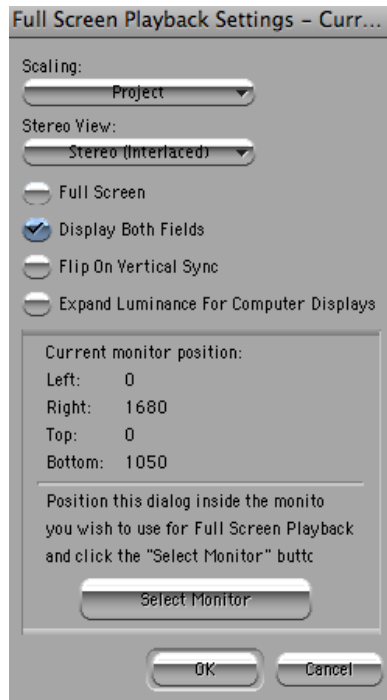 Full Screen Playback Settings – Curr...
Scaling:
Project
Stereo View:
Stereo (Interlaced)
Full Screen
Display Both Fields
Flip On Vertical Sync
Expand Luminance For Computer Displays
Current monitor position:
Left: 0
Right: 1680
Top: 0
Bottom: 1050
Position this dialog inside the monito
you wish to use for Full Screen Playback
and click the "Select Monitor" buttc
Select Monitor
OK Cancel